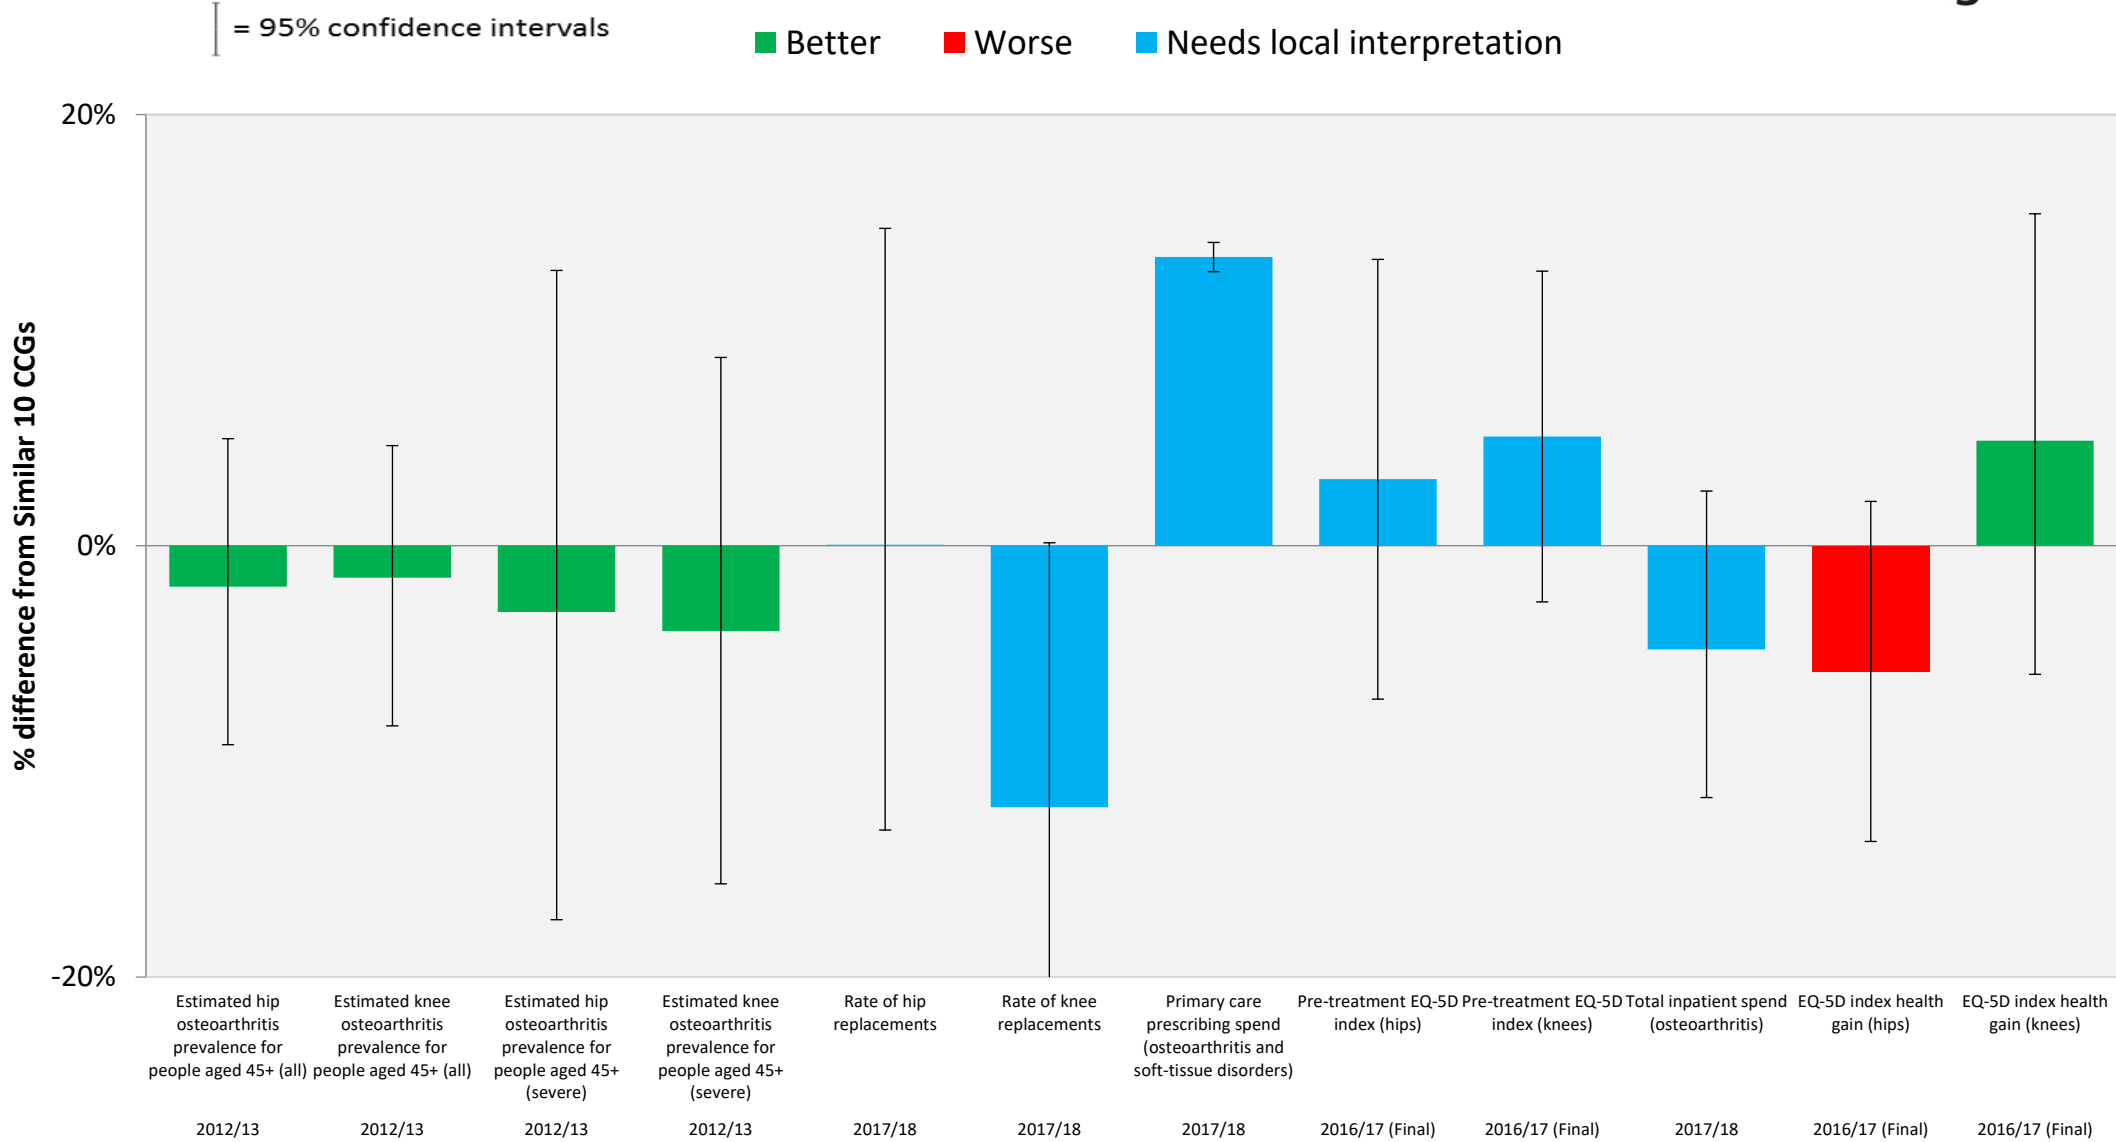 = 95% confidence intervals
Better Worse Needs local interpretation
20%
0%
-20%
% difference from Similar 10 CCGs
Estimated hip
osteoarthritis
prevalence for
people aged 45+ (all)
2012/13
Estimated knee
osteoarthritis
prevalence for
people aged 45+ (all)
2012/13
Estimated hip
osteoarthritis
prevalence for
people aged 45+
(severe)
2012/13
Estimated knee
osteoarthritis
prevalence for
people aged 45+
(severe)
2012/13
Rate of hip
replacements
2017/18
Rate of knee
replacements
2017/18
Primary care
prescribing spend
(osteoarthritis and
soft-tissue disorders)
2017/18
Pre-treatment EQ-5D
index (hips)
2016/17 (Final)
Pre-treatment EQ-5D
index (knees)
2016/17 (Final)
Total inpatient spend
(osteoarthritis)
2017/18
EQ-5D index health
gain (hips)
2016/17 (Final)
EQ-5D index health
gain (knees)
2016/17 (Final)